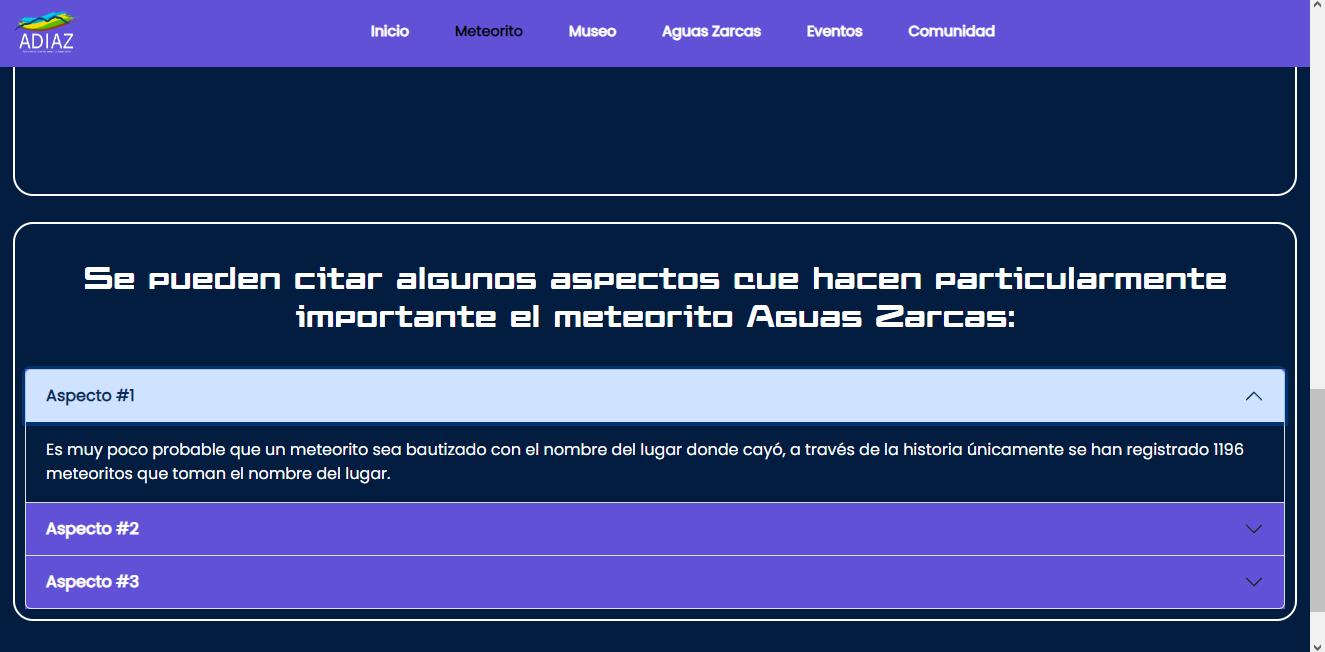 ADIAZ
Inicio Meteorito Museo Aguas Zarcas Eventos Comunidad
Se pueden citar algunos aspectos que hacen particularmente
importante el meteorito Aguas Zarcas:
Aspecto #1
Es muy poco probable que un meteorito sea bautizado con el nombre del lugar donde cayó, a través de la historia únicamente se han registrado 1196
meteoritos que toman el nombre del lugar.
Aspecto #2
Aspecto #3